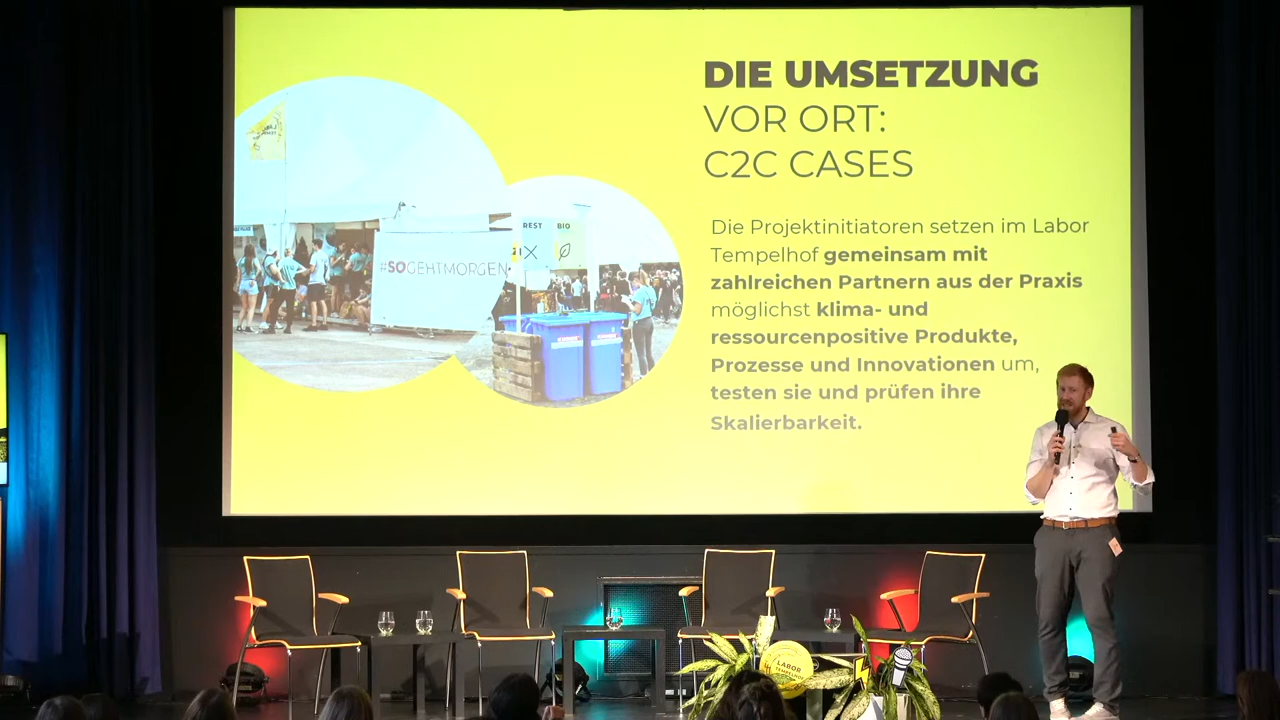 DIE UMSETZUNG
VOR ORT:
C2C CASES
Die Projektinitiatoren setzen im Labor
Tempelhof gemeinsam mit
zahlreichen Partnern aus der Praxis
möglichst klima- und
ressourcenpositive Produkte,
Prozesse und Innovationen um,
testen sie und prüfen ihre
Skalierbarkeit.
REST BIO
#SOGEHTMORGEN
LABOR